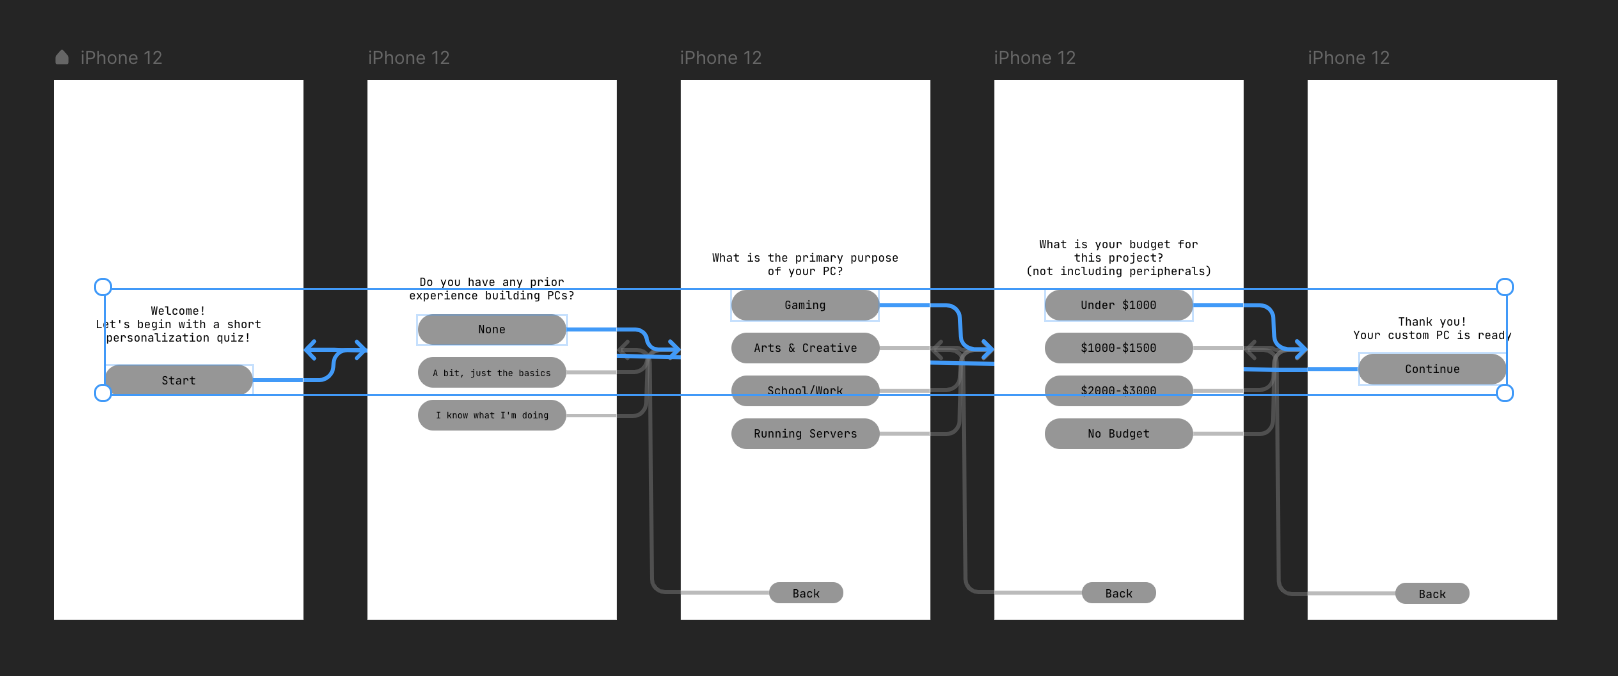 iPhone 12
iPhone 12
iPhone 12
iPhone 12
iPhone 12
Welcome!
Let's begin with a short
personalization quiz!
Start
Do you have any prior
experience building PCs?
None
A bit, just the basics
I know what I'm doing
What is the primary purpose
of your PC?
Gaming
Arts & Creative
School/Work
Running Servers
Back
What is your budget for
this project?
(not including peripherals)
Under $1000
$1000-$1500
$2000-$3000
No Budget
Back
Thank you!
Your custom PC is ready
Continue
Back